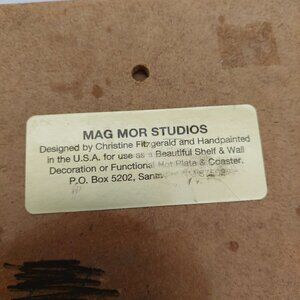 MAG MOR STUDIOS
Designed by Christine Fitzgerald and Handpainted
in the U.S.A. for use as a Beautiful Shelf & Wall
Decoration or Functional Hot Plate & Coaster.
P.O. Box 5202,